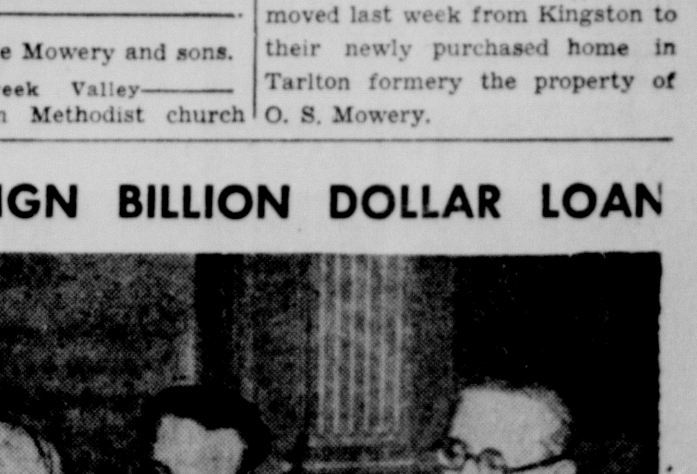 e Mowery and sons.
eek Valley
Methodist church
moved last week from Kingston to
their newly purchased home in
Tarlton formery the property of
O. S. Mowery.
IGN BILLION DOLLAR LOAN